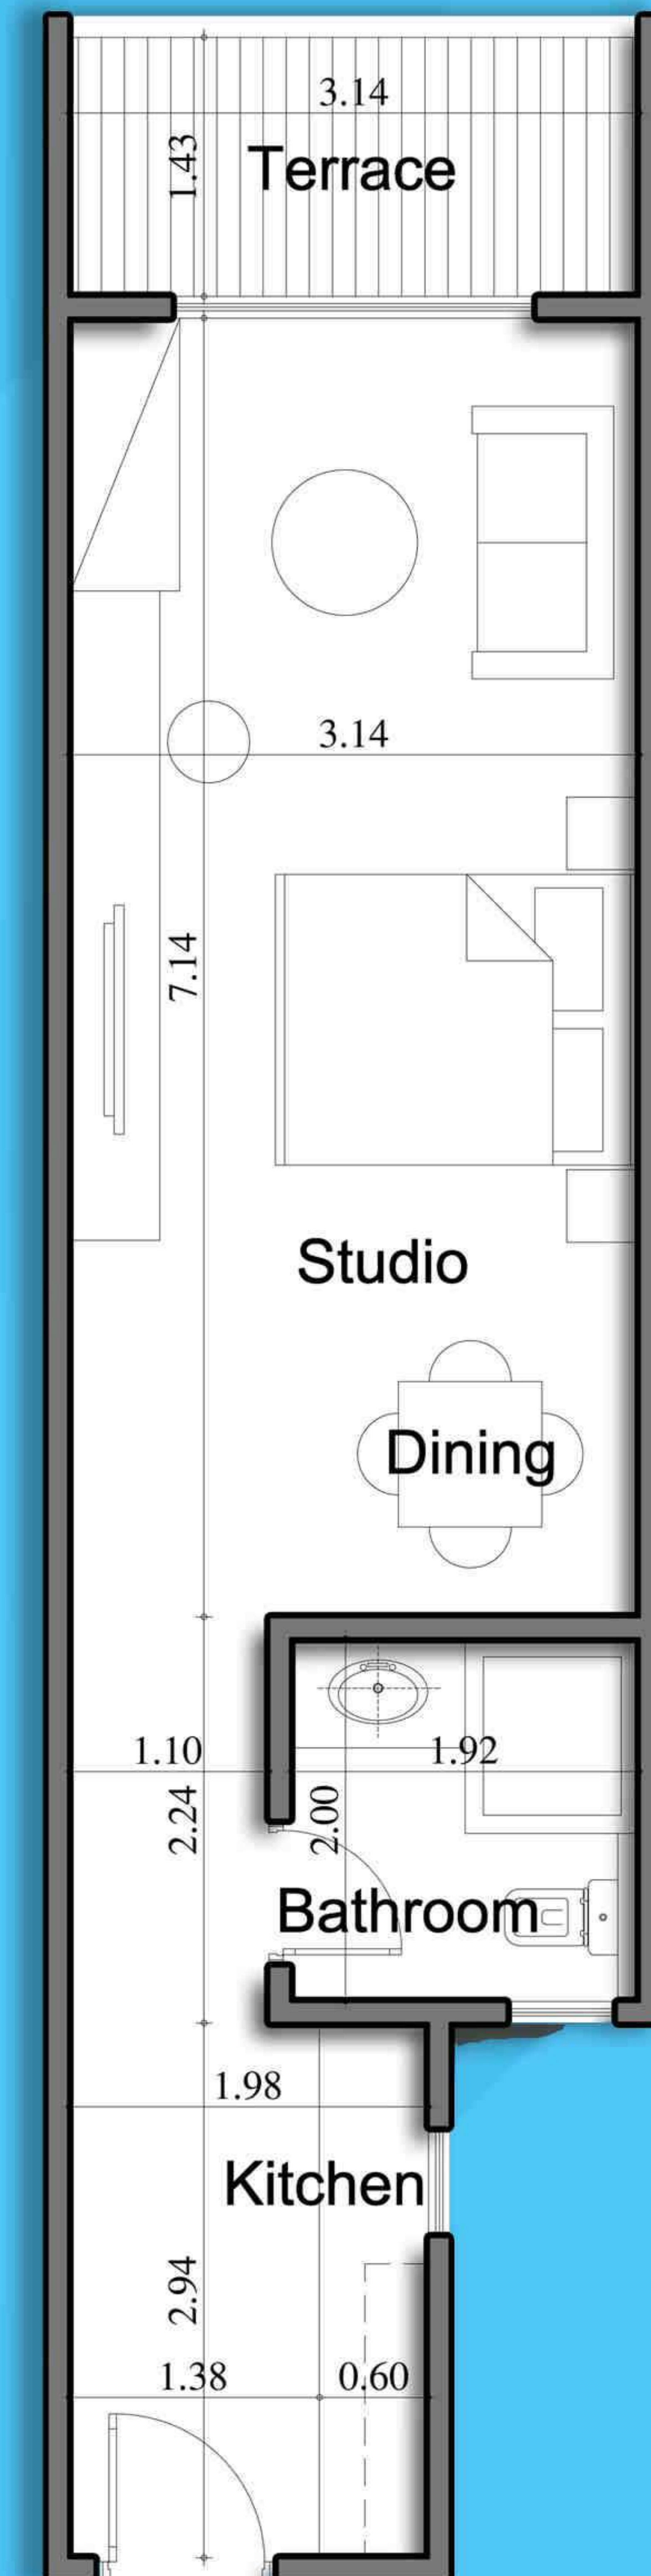 3.14
1.43
Terrace
3.14
7.14
Studio
Dining
1.10
1.92
2.24
2.00
Bathroom
1.98
Kitchen
2.94
1.38
0.60